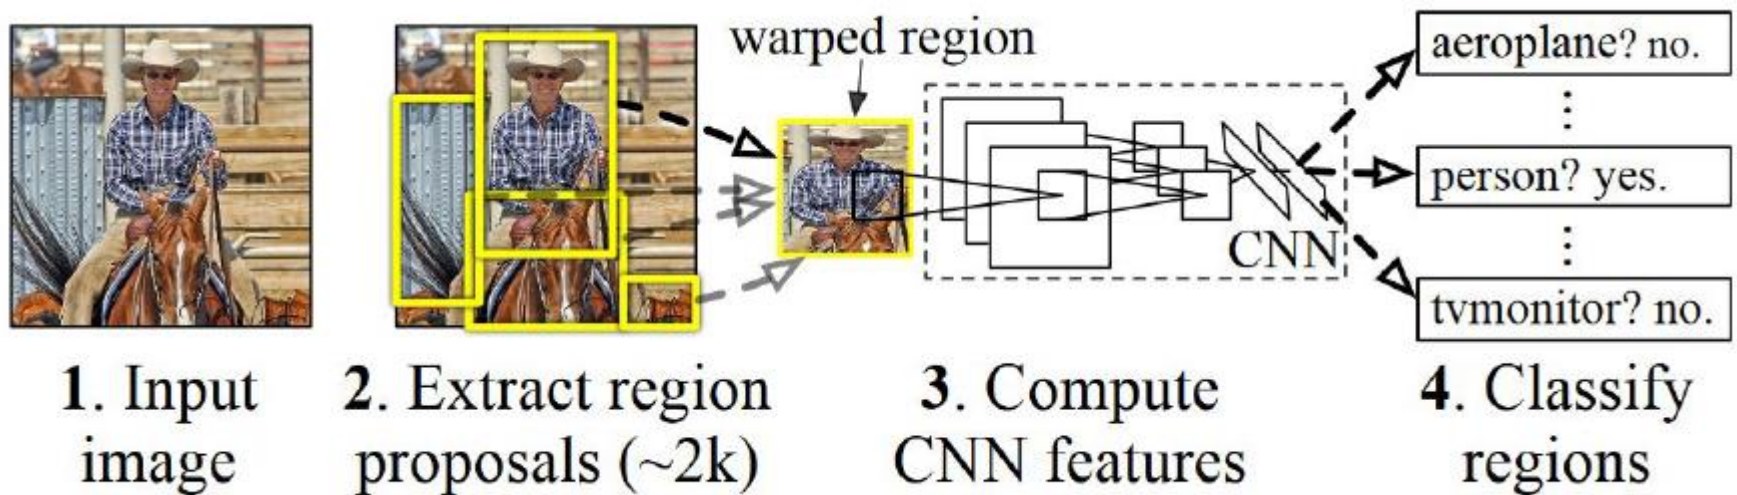 warped region
aeroplane? no.
person? yes.
CNN
tvmonitor? no.
1. Input
image
2. Extract region
proposals (~2k)
3. Compute
CNN features
4. Classify
regions